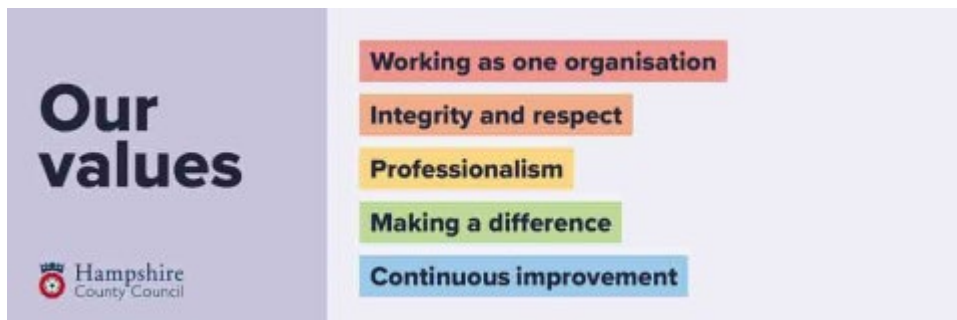 Our
values
Hampshire
County Council
Working as one organisation
Integrity and respect
Professionalism
Making a difference
Continuous improvement